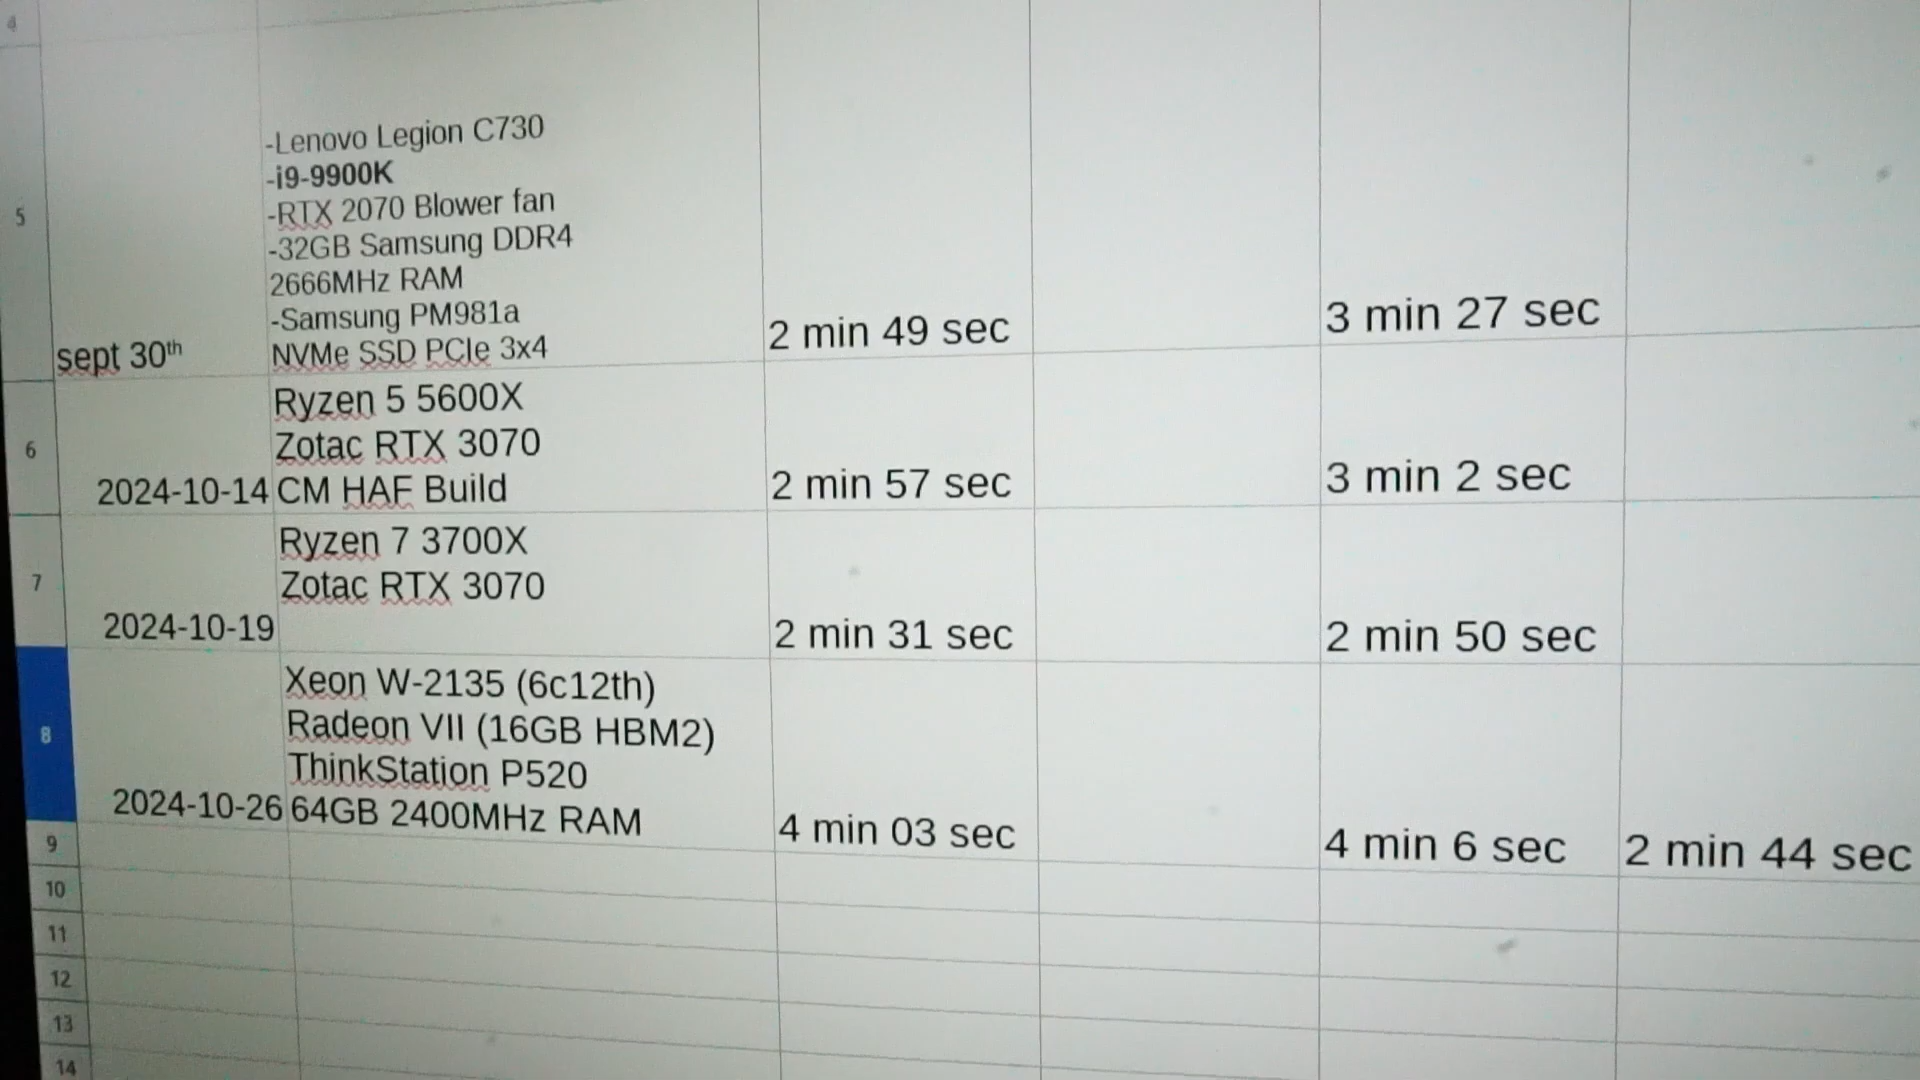 4
-Lenovo Legion C730
-i9-9900K
-RTX 2070 Blower fan
-32GB Samsung DDR4
2666MHz RAM
-Samsung PM981a
NVMe SSD PCIe 3x4
5
sept 30th
2 min 49 sec
3 min 27 sec
Ryzen 5 5600X
Zotac RTX 3070
CM HAF Build
6
2024-10-14
2 min 57 sec
3 min 2 sec
Ryzen 7 3700X
Zotac RTX 3070
7
2024-10-19
2 min 31 sec
2 min 50 sec
Xeon W-2135 (6c12th)
Radeon VII (16GB HBM2)
ThinkStation P520
64GB 2400MHz RAM
8
2024-10-26
4 min 03 sec
4 min 6 sec
2 min 44 sec
9
10
11
12
13
14